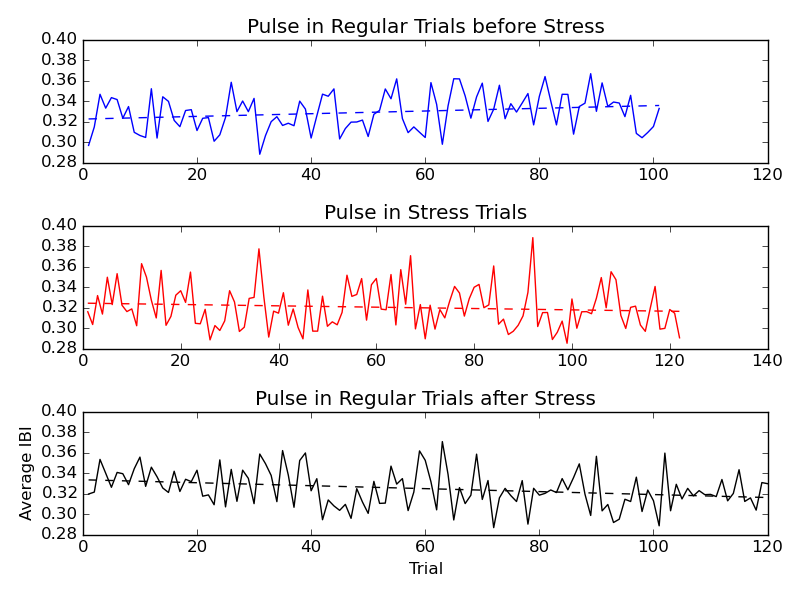 Pulse in Regular Trials before Stress
0.40
0.38
0.36
0.34
0.32
0.30
0.28
0 20 40 60 80 100 120
Pulse in Stress Trials
0.40
0.38
0.36
0.34
0.32
0.30
0.28
0 20 40 60 80 100 120 140
Pulse in Regular Trials after Stress
0.40
0.38
0.36
0.34
0.32
0.30
0.28
Average IBI
0 20 40 60 80 100 120
Trial